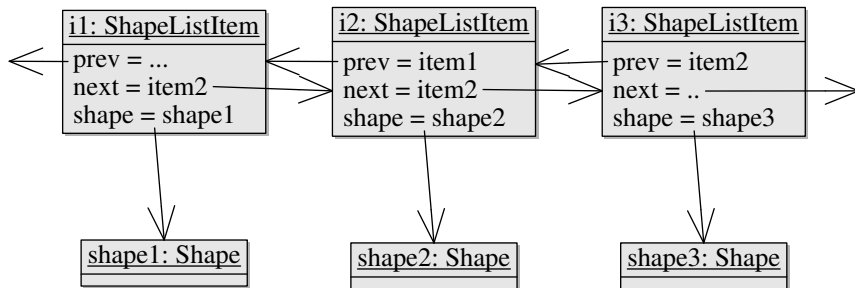 i1: ShapeListItem
prev = ...
next = item2
shape = shape1
i2: ShapeListItem
prev = item1
next = item2
shape = shape2
i3: ShapeListItem
prev = item2
next = ..
shape = shape3
shape1: Shape
shape2: Shape
shape3: Shape